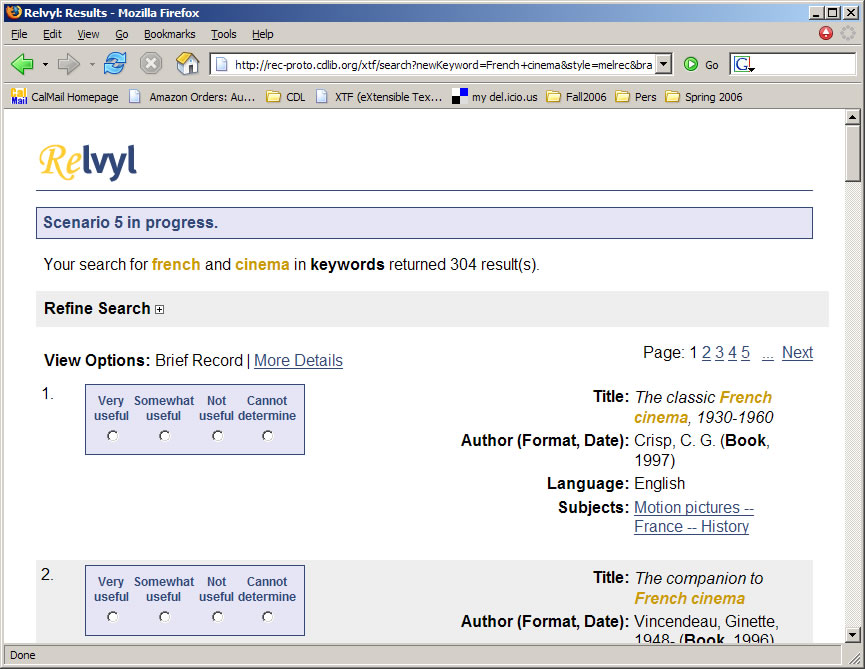 Relvyl: Results - Mozilla Firefox
File Edit View Go Bookmarks Tools Help
http://rec-proto.cdlib.org/xtf/search?newKeyword=French+cinema&style=melrec&bra Go G
CalMail Homepage Amazon Orders: Au... CDL XTF (eXtensible Tex... my del.icio.us Fall2006 Pers Spring 2006
Relvyl
Scenario 5 in progress.
Your search for french and cinema in keywords returned 304 result(s).
Refine Search
View Options: Brief Record | More Details
Page: 1 2 3 4 5 ... Next
1.
Very useful Somewhat useful Not useful Cannot determine
Title: The classic French
cinema, 1930-1960
Author (Format, Date): Crisp, C. G. (Book,
1997)
Language: English
Subjects: Motion pictures --
France -- History
2.
Very useful Somewhat useful Not useful Cannot determine
Title: The companion to
French cinema
Author (Format, Date): Vincendeau, Ginette,
1948- (Book, 1996)
Done